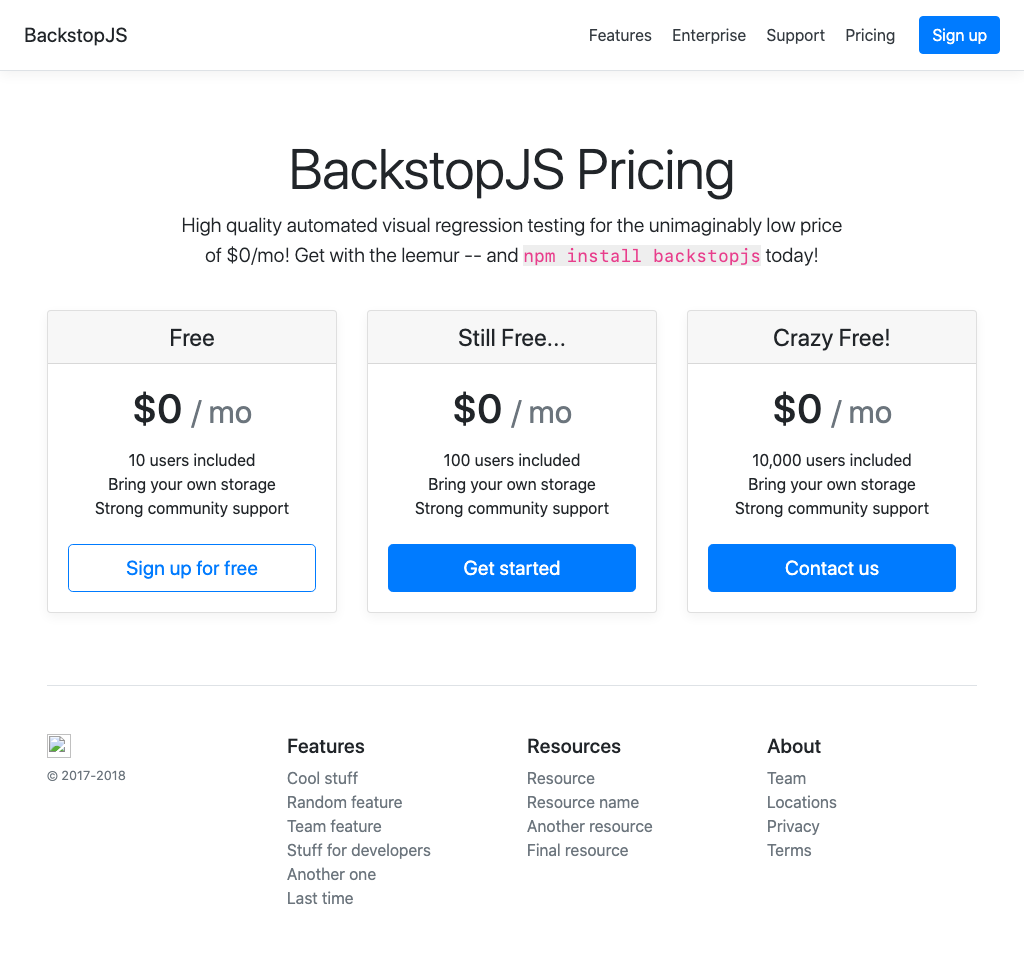 BackstopJS
Features Enterprise Support Pricing Sign up
BackstopJS Pricing
High quality automated visual regression testing for the unimaginably low price
of $0/mo! Get with the leemur -- and npm install backstopjs today!
Free
$0 / mo
10 users included
Bring your own storage
Strong community support
Sign up for free
Still Free...
$0 / mo
100 users included
Bring your own storage
Strong community support
Get started
Crazy Free!
$0 / mo
10,000 users included
Bring your own storage
Strong community support
Contact us
© 2017-2018
Features
Cool stuff
Random feature
Team feature
Stuff for developers
Another one
Last time
Resources
Resource
Resource name
Another resource
Final resource
About
Team
Locations
Privacy
Terms